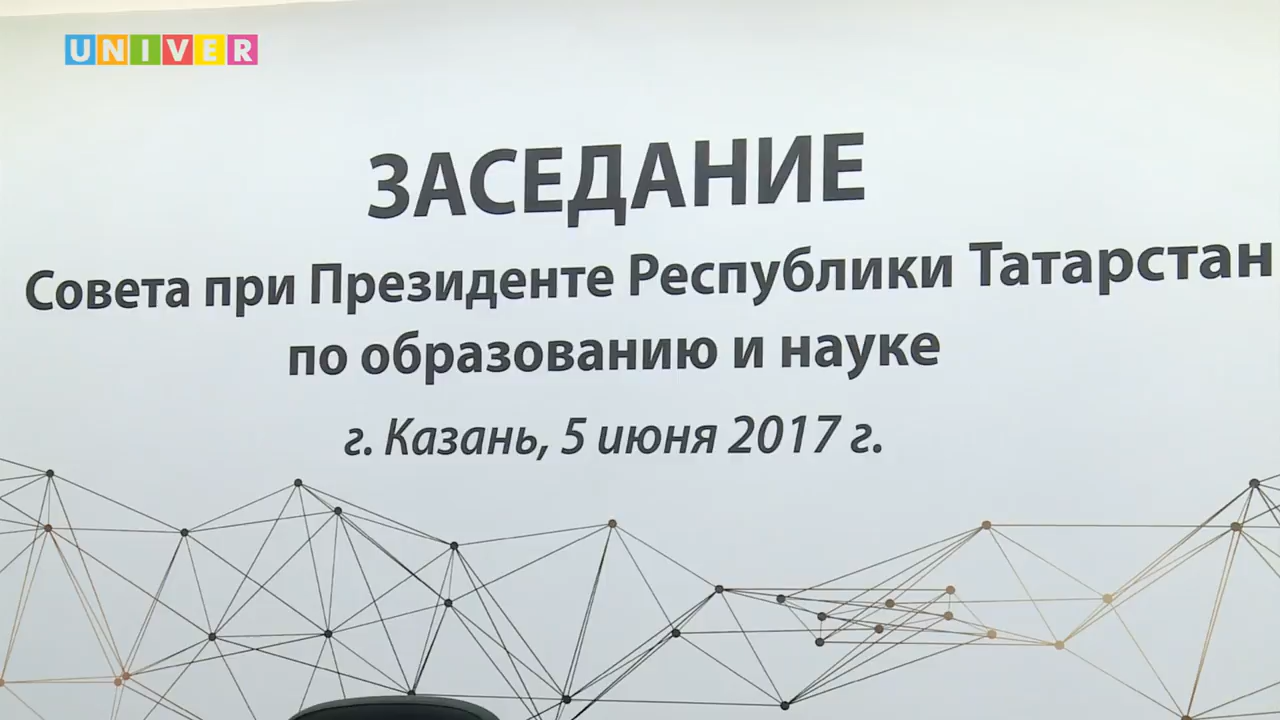 UNIVER
ЗАСЕДАНИЕ
Совета при Президенте Республики Татарстан
по образованию и науке
г. Казань, 5 июня 2017 г.